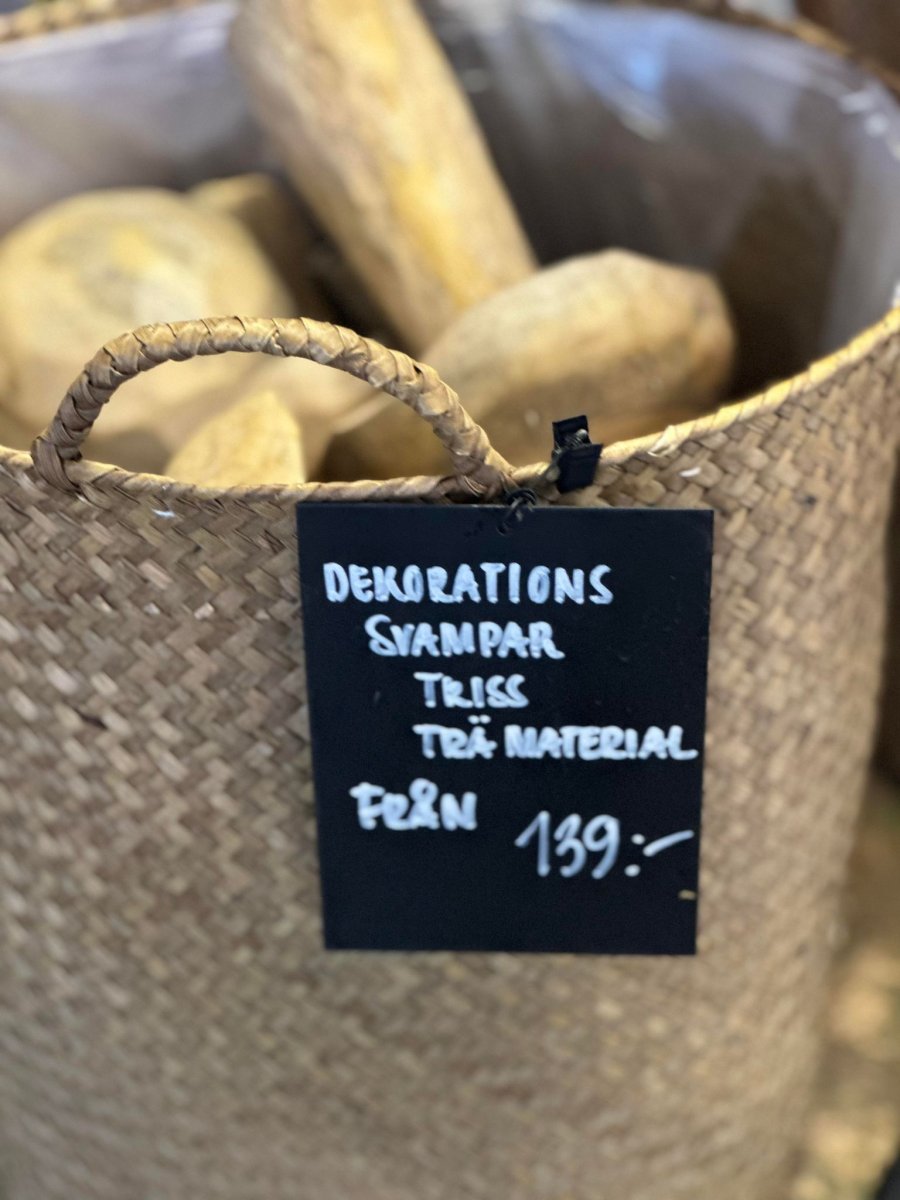 DEKORATIONS
SVAMPAR
TRISS
TRÄ MATERIAL
FRÅN
139:-